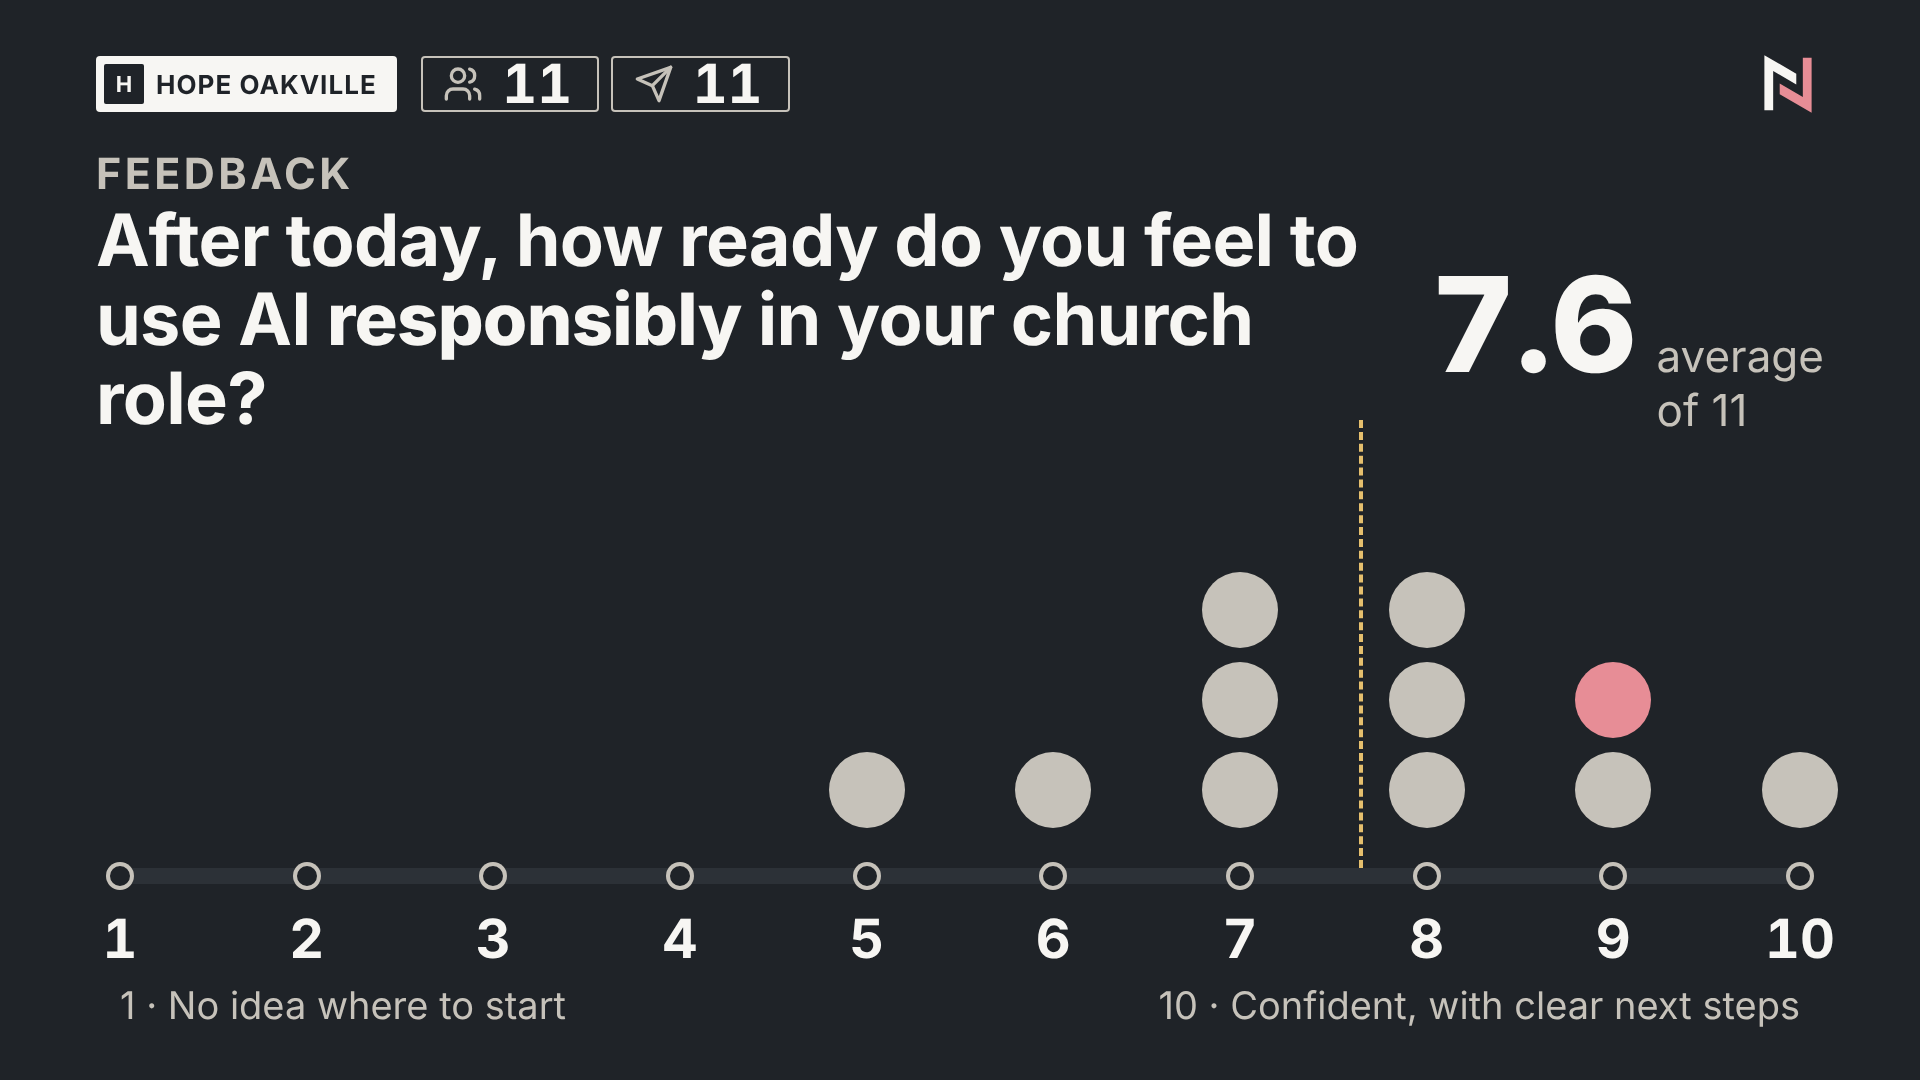 H HOPE OAKVILLE 11 11
FEEDBACK
After today, how ready do you feel to
use AI responsibly in your church
role?
7.6 average
of 11
1 2 3 4 5 6 7 8 9 10
1 · No idea where to start
10 · Confident, with clear next steps